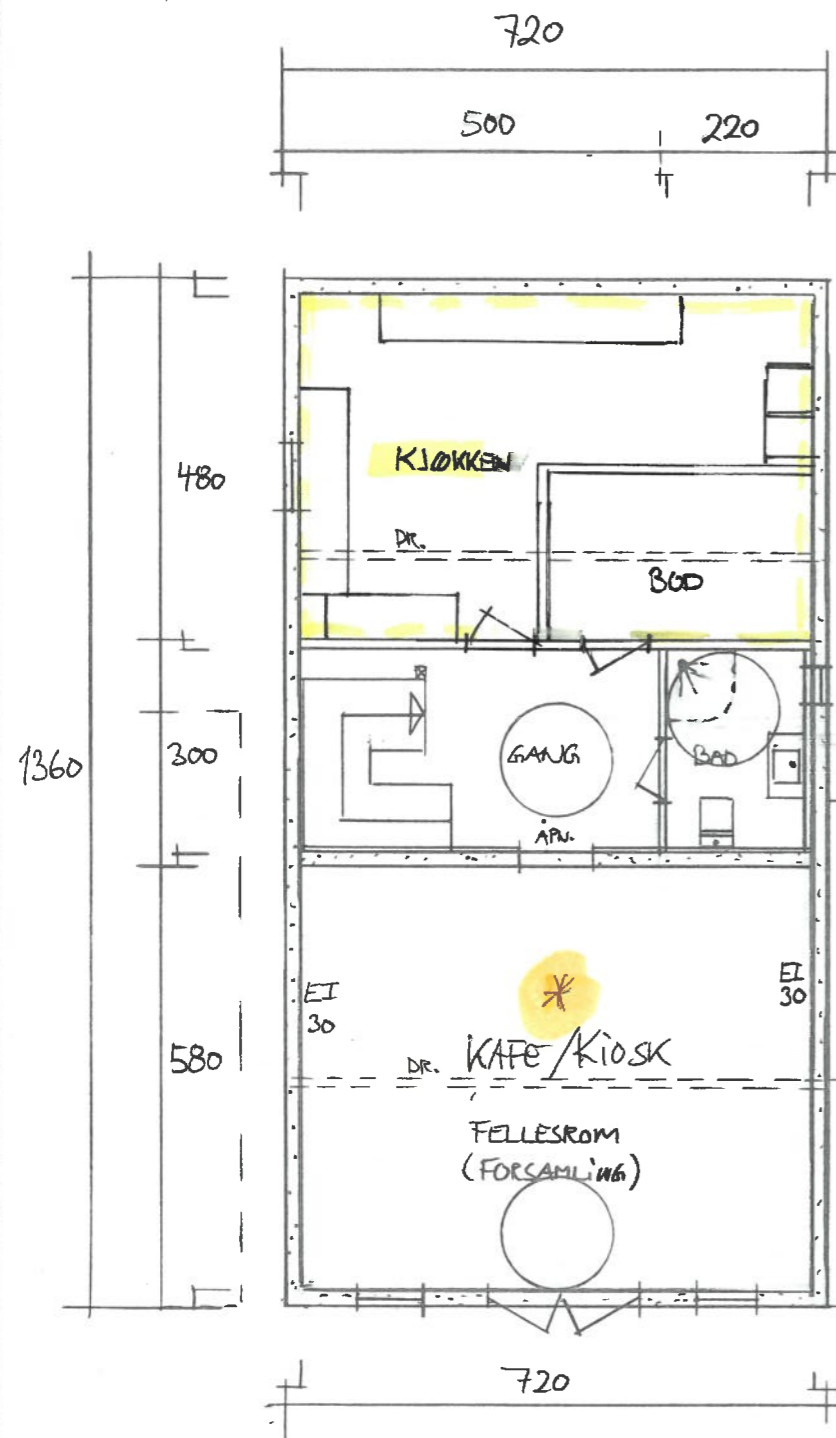 720
500 220
480
KJØKKEN
DR.
BOD
1360
300
GANG
BAD
ÅPN.
EI
30
EI
30
580
DR. KAFE/KIOSK
FELLESROM
(FORSAMLING)
720